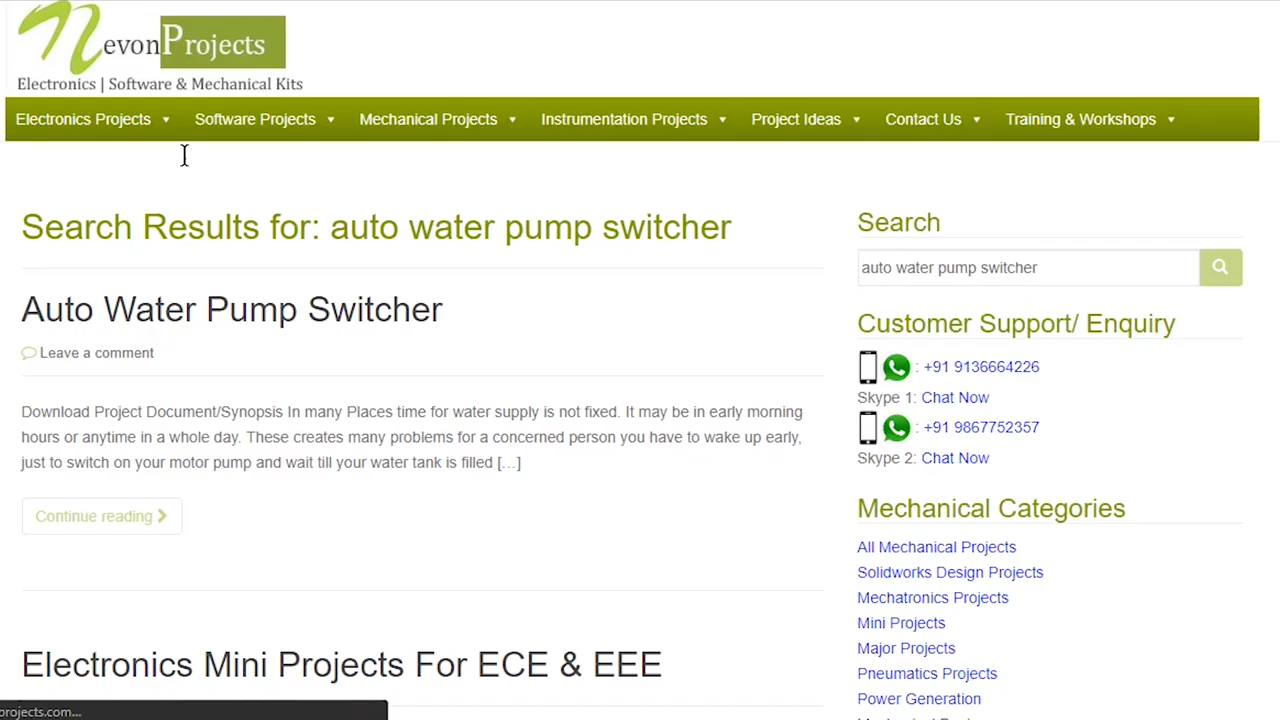 NevonProjects
Electronics | Software & Mechanical Kits
Electronics Projects Software Projects Mechanical Projects Instrumentation Projects Project Ideas Contact Us Training & Workshops
Search Results for: auto water pump switcher
Auto Water Pump Switcher
Leave a comment
Download Project Document/Synopsis In many Places time for water supply is not fixed. It may be in early morning
hours or anytime in a whole day. These creates many problems for a concerned person you have to wake up early,
just to switch on your motor pump and wait till your water tank is filled […]
Continue reading
Electronics Mini Projects For ECE & EEE
Search
auto water pump switcher
Customer Support/ Enquiry
: +91 9136664226
Skype 1: Chat Now
: +91 9867752357
Skype 2: Chat Now
Mechanical Categories
All Mechanical Projects
Solidworks Design Projects
Mechatronics Projects
Mini Projects
Major Projects
Pneumatics Projects
Power Generation
projects.com...